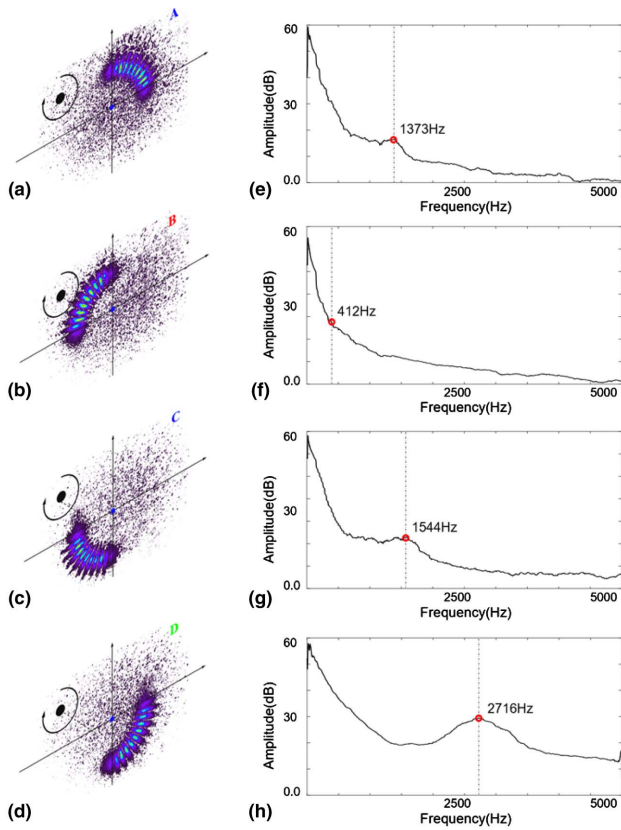 A
(a)
60
30
0.0
Amplitude(dB)
1373Hz
2500
5000
Frequency(Hz)
(e)
B
(b)
60
30
0.0
Amplitude(dB)
412Hz
2500
5000
Frequency(Hz)
(f)
C
(c)
60
30
0.0
Amplitude(dB)
1544Hz
2500
5000
Frequency(Hz)
(g)
D
(d)
60
30
0.0
Amplitude(dB)
2716Hz
2500
5000
Frequency(Hz)
(h)